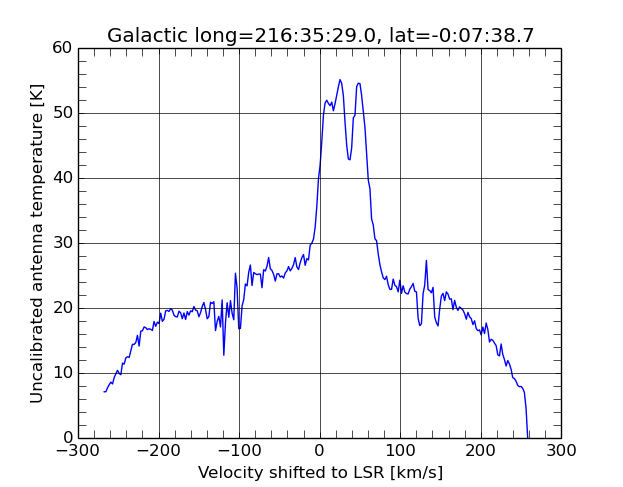 Galactic long=216:35:29.0, lat=-0:07:38.7
Uncalibrated antenna temperature [K]
60
50
40
30
20
10
0
−300 −200 −100 0 100 200 300
Velocity shifted to LSR [km/s]